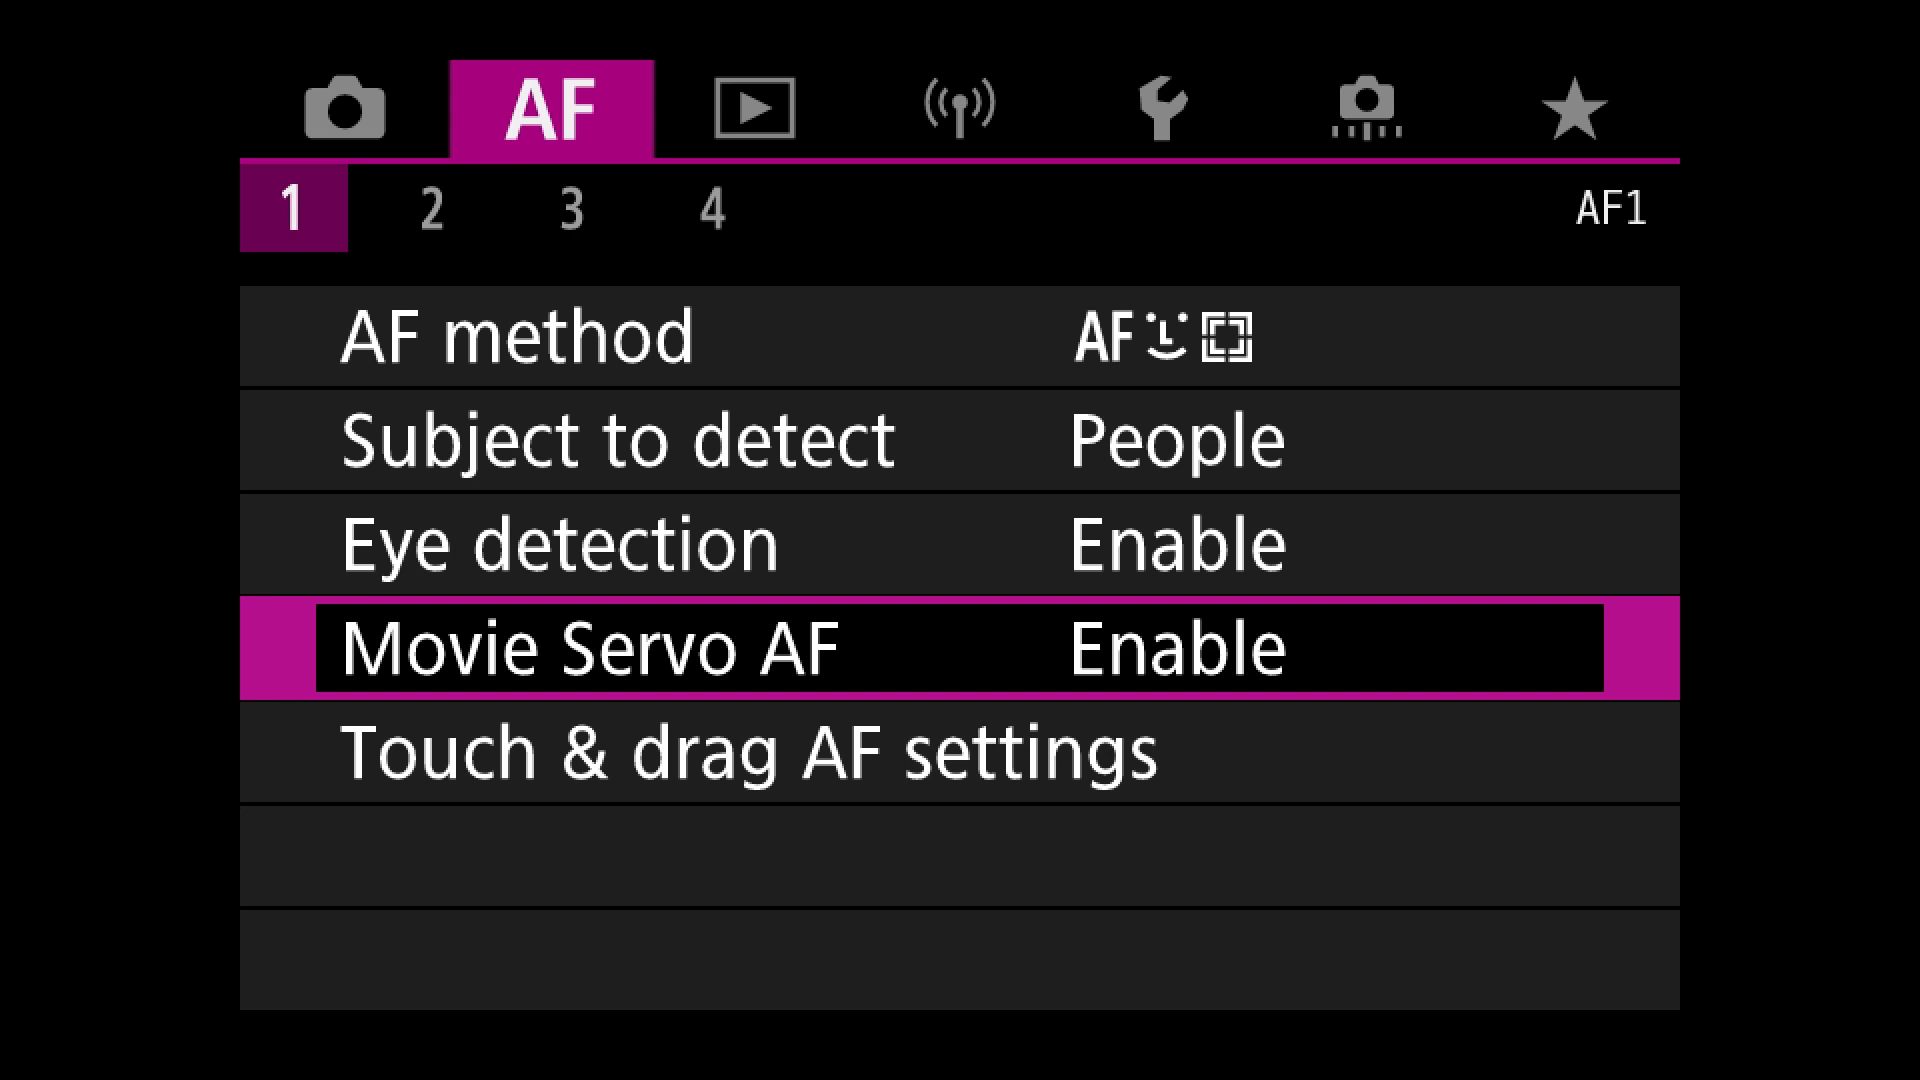 AF
1 2 3 4 AF1
AF method AF
Subject to detect People
Eye detection Enable
Movie Servo AF Enable
Touch & drag AF settings